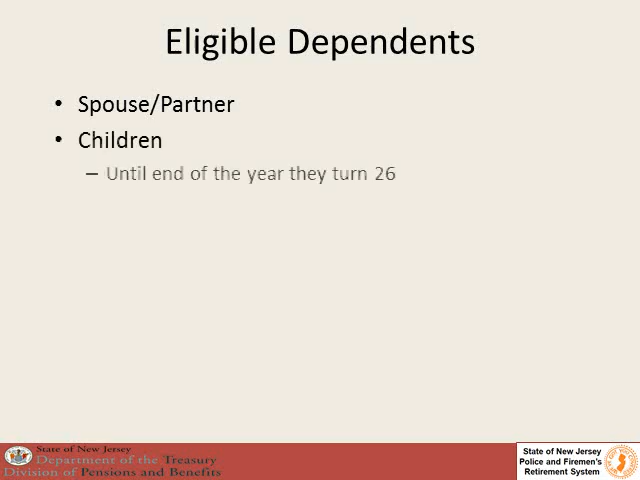 Eligible Dependents
• Spouse/Partner
• Children
– Until end of the year they turn 26
State of New Jersey
Department of the Treasury
Division of Pensions and Benefits
State of New Jersey
Police and Firemen's
Retirement System